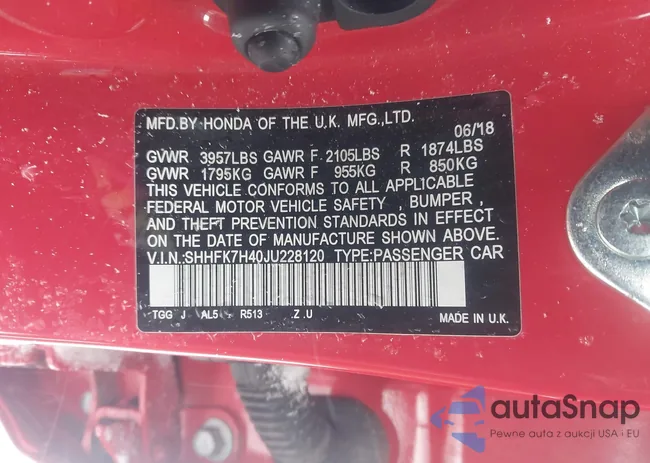 MFD.BY HONDA OF THE U.K. MFG.,LTD.
06/18
GVWR 3957LBS GAWR F 2105LBS R 1874LBS
GVWR 1795KG GAWR F 955KG R 850KG
THIS VEHICLE CONFORMS TO ALL APPLICABLE
FEDERAL MOTOR VEHICLE SAFETY , BUMPER ,
AND THEFT PREVENTION STANDARDS IN EFFECT
ON THE DATE OF MANUFACTURE SHOWN ABOVE.
V.I.N.:SHHFK7H40JU228120 TYPE:PASSENGER CAR
TGG J AL5 R513 .Z .U
MADE IN U.K.
autaSnap
Pewne auta z aukcji USA i EU